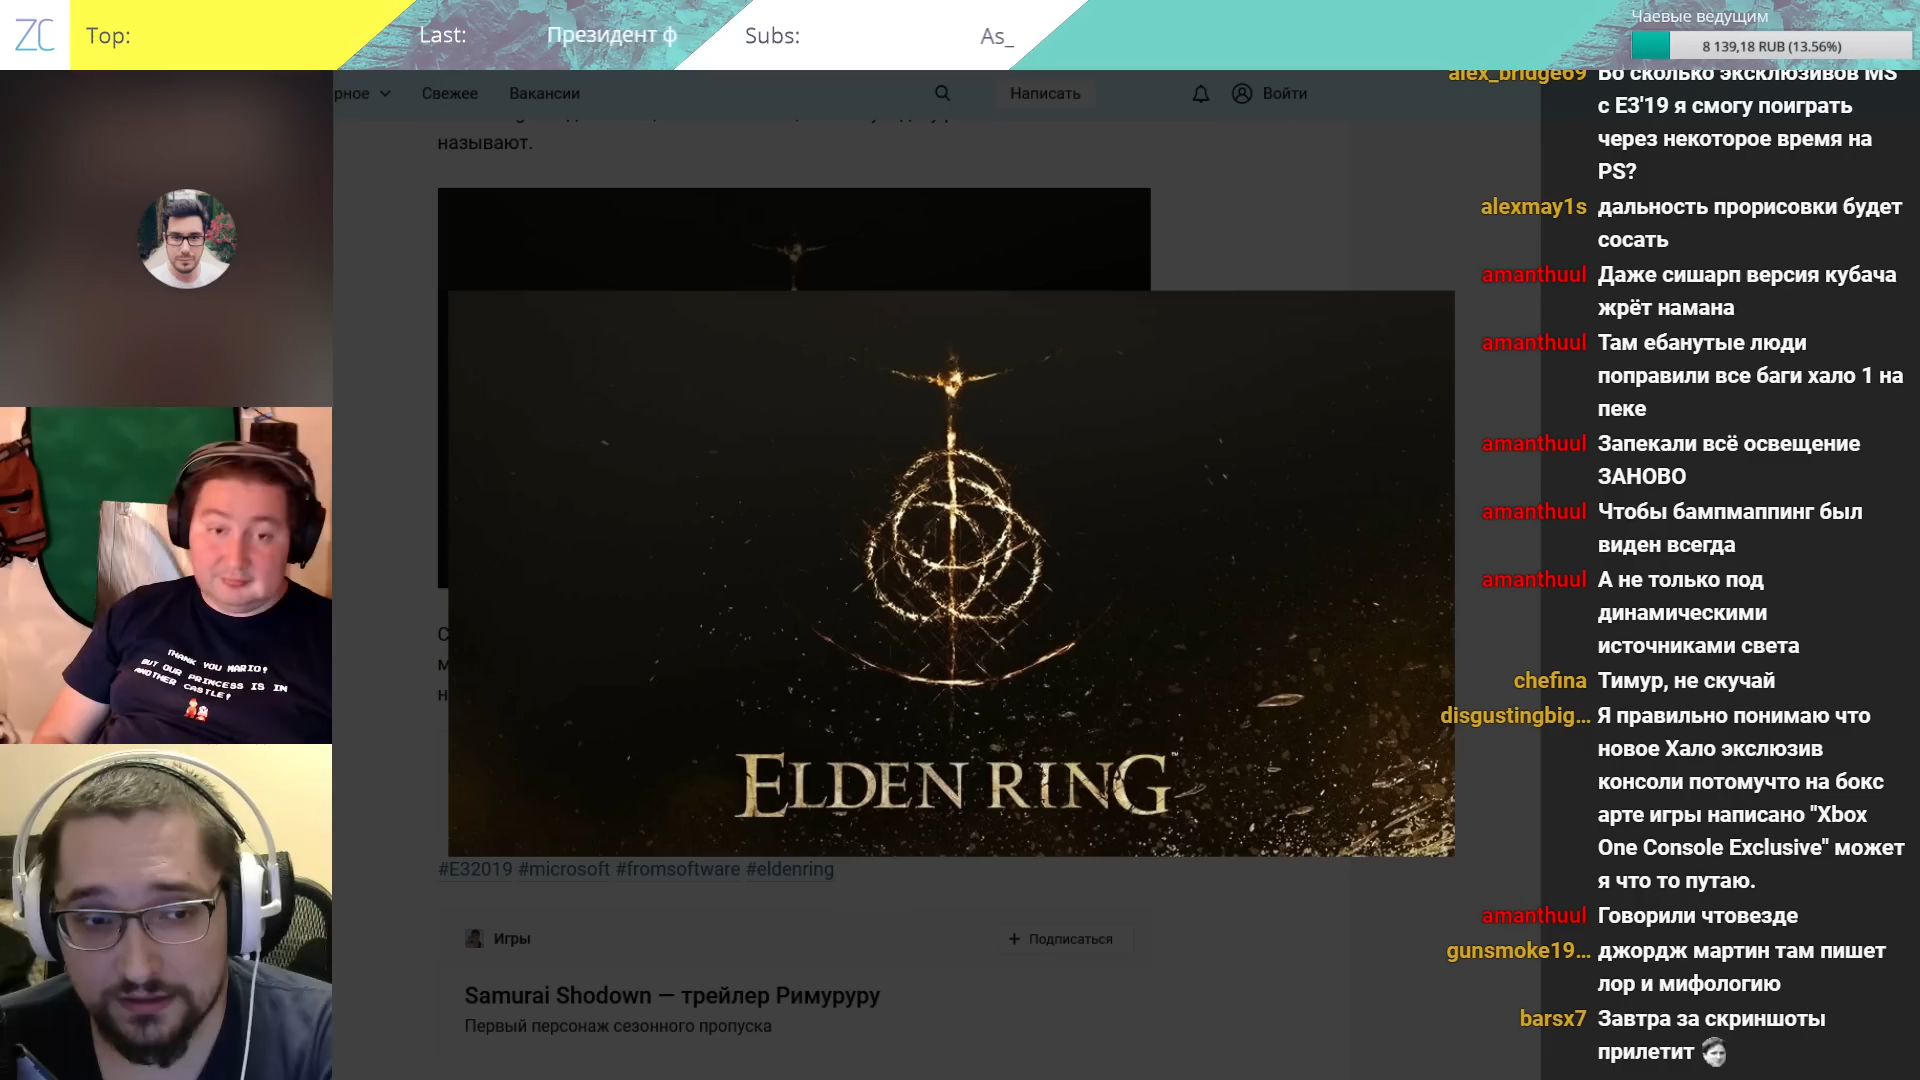 ZC
Top:
Last:
Президент ф
Subs:
As_
Чаевые ведущим
8 139,18 RUB (13.56%)
рное
Свежее
Вакансии
Написать
Войти
называют.
ELDEN RING™
THANK YOU MARIO!
BUT OUR PRINCESS IS IN
ANOTHER CASTLE!
#E32019 #microsoft #fromsoftware #eldenring
Игры
+ Подписаться
Samurai Shodown — трейлер Римуруру
Первый персонаж сезонного пропуска
alex_bridge69 Во сколько эксклюзивов MS
с E3'19 я смогу поиграть
через некоторое время на
PS?
alexmay1s дальность прорисовки будет
сосать
amanthuul Даже сишарп версия кубача
жрёт намана
amanthuul Там ебанутые люди
поправили все баги хало 1 на
пеке
amanthuul Запекали всё освещение
ЗАНОВО
amanthuul Чтобы бампмаппинг был
виден всегда
amanthuul А не только под
динамическими
источниками света
chefina Тимур, не скучай
disgustingbig... Я правильно понимаю что
новое Хало экслюзив
консоли потомучто на бокс
арте игры написано "Xbox
One Console Exclusive" может
я что то путаю.
amanthuul Говорили чтовезде
gunsmoke19... джордж мартин там пишет
лор и мифологию
barsx7 Завтра за скриншоты
прилетит